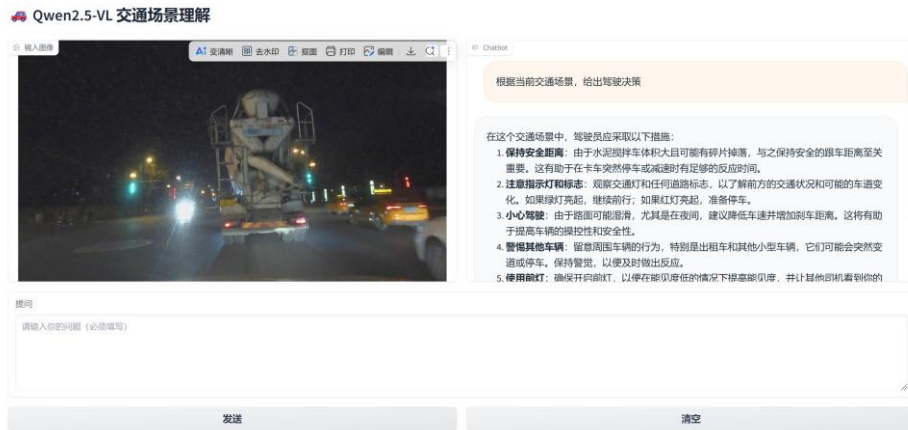 Qwen2.5-VL 交通场景理解
输入图像
AI 变清晰 去水印 抠图 打印 编辑
Chatbot
根据当前交通场景，给出驾驶决策
在这个交通场景中，驾驶员应采取以下措施：
1. 保持安全距离：由于水泥搅拌车体积大且可能有碎片掉落，与之保持安全的跟车距离至关
重要。这有助于在卡车突然停车或减速时有足够的反应时间。
2. 注意指示灯和标志：观察交通灯和任何道路标志，以了解前方的交通状况和可能的车道变
化。如果绿灯亮起，继续前行；如果红灯亮起，准备停车。
3. 小心驾驶：由于路面可能湿滑，尤其是在夜间，建议降低车速并增加刹车距离。这将有助
于提高车辆的操控性和安全性。
4. 警惕其他车辆：留意周围车辆的行为，特别是出租车和其他小型车辆，它们可能会突然变
道或停车。保持警觉，以便及时做出反应。
5. 使用前灯：确保开启前灯，以便在能见度低的情况下提高能见度，并让其他司机看到你的
提问
请输入你的问题（必须填写）
发送
清空